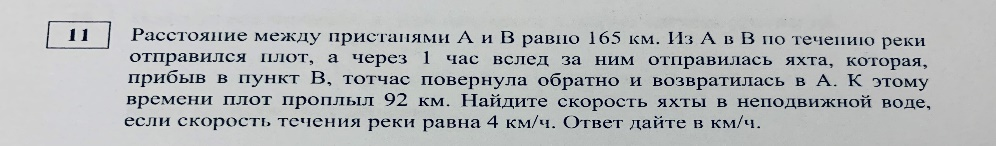 11
Расстояние между пристанями А и В равно 165 км. Из А в В по течению реки
отправился плот, а через 1 час вслед за ним отправилась яхта, которая,
прибыв в пункт В, тотчас повернула обратно и возвратилась в А. К этому
времени плот проплыл 92 км. Найдите скорость яхты в неподвижной воде,
если скорость течения реки равна 4 км/ч. Ответ дайте в км/ч.